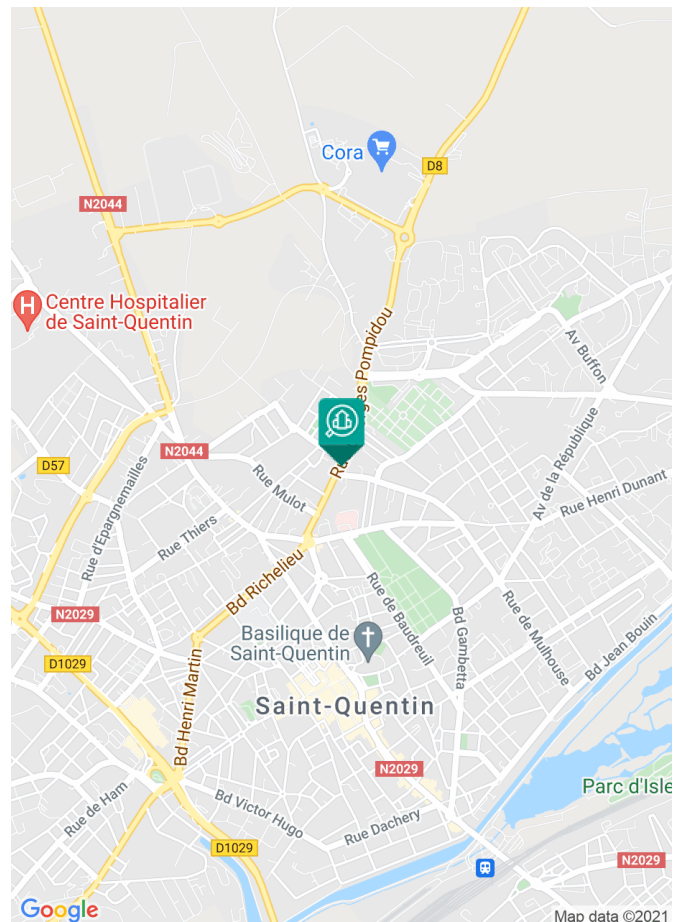 Cora
D8
N2044
Centre Hospitalier
de Saint-Quentin
Av Buffon
ges Pompidou
Av de la République
N2044
D57
Rue d'Epargnemailles
Rue Mulot
Ru
Rue Henri Dunant
Rue Thiers
Bd Richelieu
N2029
Rue de Baudreuil
Bd Gambetta
Rue de Mulhouse
Bd Jean Bouin
Basilique de
Saint-Quentin
D1029
Bd Henri Martin
Saint-Quentin
N2029
Parc d'Isle
Rue de Ham
Bd Victor Hugo
Rue Dachery
D1029
N2029
Google
Map data ©2021